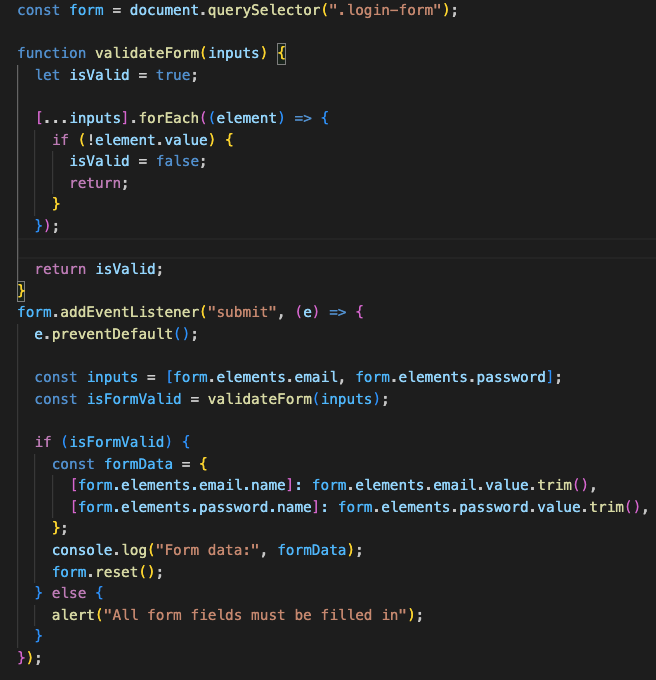 const form = document.querySelector(".login-form");
function validateForm(inputs) {
let isValid = true;
[...inputs].forEach((element) => {
if (!element.value) {
isValid = false;
return;
}
});
return isValid;
}
form.addEventListener("submit", (e) => {
e.preventDefault();
const inputs = [form.elements.email, form.elements.password];
const isFormValid = validateForm(inputs);
if (isFormValid) {
const formData = {
[form.elements.email.name]: form.elements.email.value.trim(),
[form.elements.password.name]: form.elements.password.value.trim(),
};
console.log("Form data:", formData);
form.reset();
} else {
alert("All form fields must be filled in");
}
});